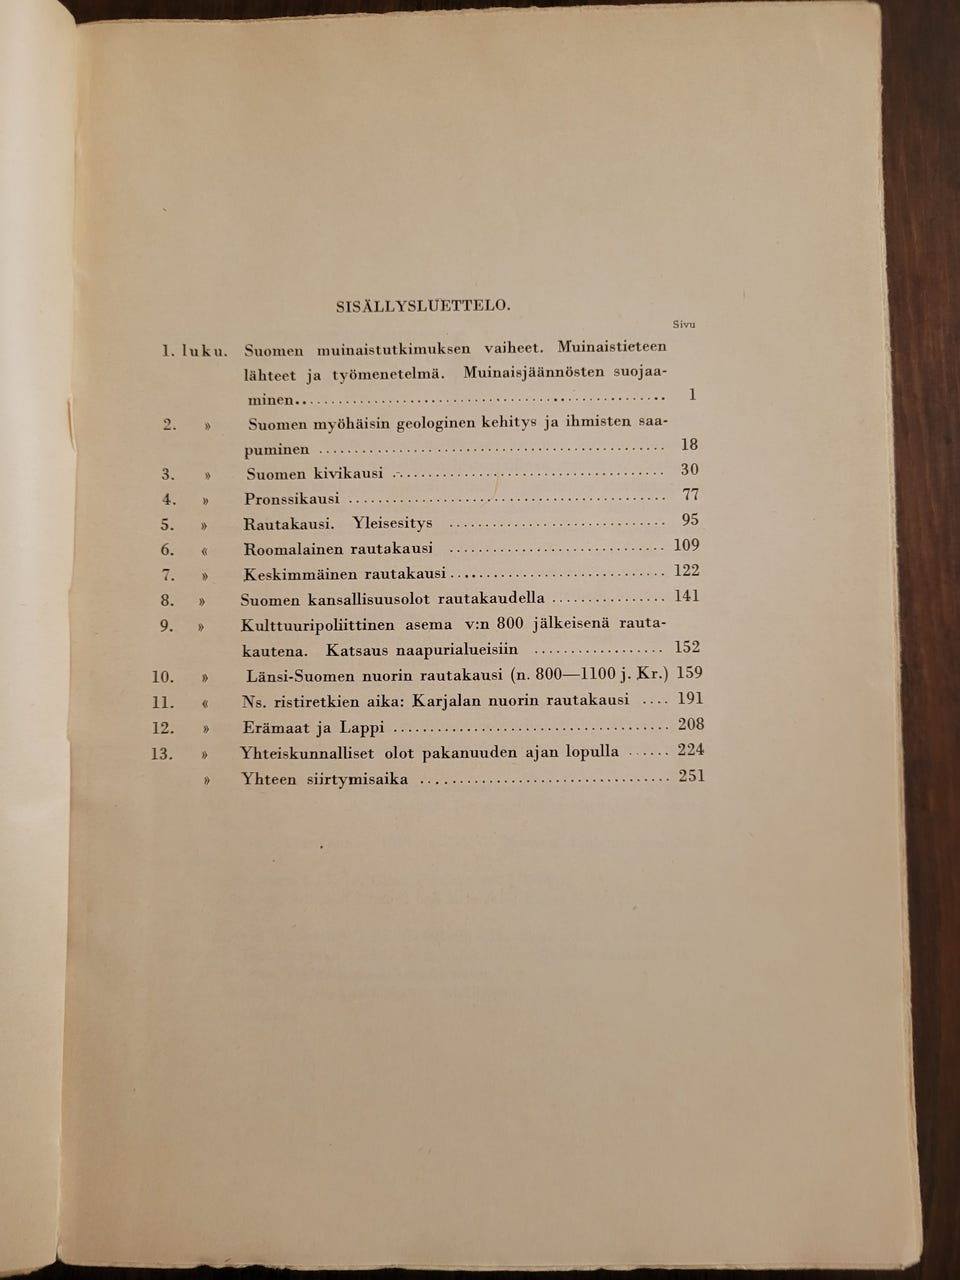 SISÄLLYSLUETTELO.
Sivu
1. luku. Suomen muinaistutkimuksen vaiheet. Muinaistieteen
lähteet ja työmenetelmä. Muinaisjäännösten suojaa-
minen.................................................... 1
2. » Suomen myöhäisin geologinen kehitys ja ihmisten saa-
puminen ................................................ 18
3. » Suomen kivikausi ..................................... 30
4. » Pronssikausi ............................................ 77
5. » Rautakausi. Yleisesitys .............................. 95
6. « Roomalainen rautakausi .............................. 109
7. » Keskimmäinen rautakausi.............................. 122
8. » Suomen kansallisuusolot rautakaudella ................ 141
9. » Kulttuuripoliittinen asema v:n 800 jälkeisenä rauta-
kautena. Katsaus naapurialueisiin .................. 152
10. » Länsi-Suomen nuorin rautakausi (n. 800—1100 j. Kr.) 159
11. « Ns. ristiretkien aika: Karjalan nuorin rautakausi .... 191
12. » Erämaat ja Lappi ...................................... 208
13. » Yhteiskunnalliset olot pakanuuden ajan lopulla ...... 224
» Yhteen siirtymisaika .................................. 251